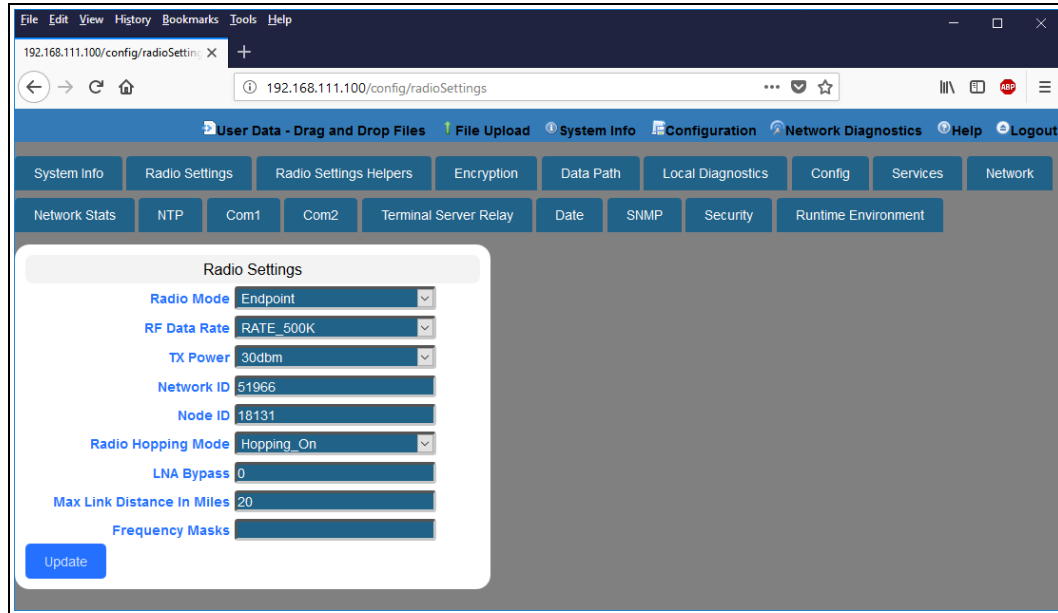 File Edit View History Bookmarks Tools Help
192.168.111.100/config/radioSetting
192.168.111.100/config/radioSettings
ABP
User Data - Drag and Drop Files File Upload System Info Configuration Network Diagnostics Help Logout
System Info Radio Settings Radio Settings Helpers Encryption Data Path Local Diagnostics Config Services Network
Network Stats NTP Com1 Com2 Terminal Server Relay Date SNMP Security Runtime Environment
Radio Settings
Radio Mode Endpoint
RF Data Rate RATE_500K
TX Power 30dbm
Network ID 51966
Node ID 18131
Radio Hopping Mode Hopping_On
LNA Bypass 0
Max Link Distance In Miles 20
Frequency Masks
Update